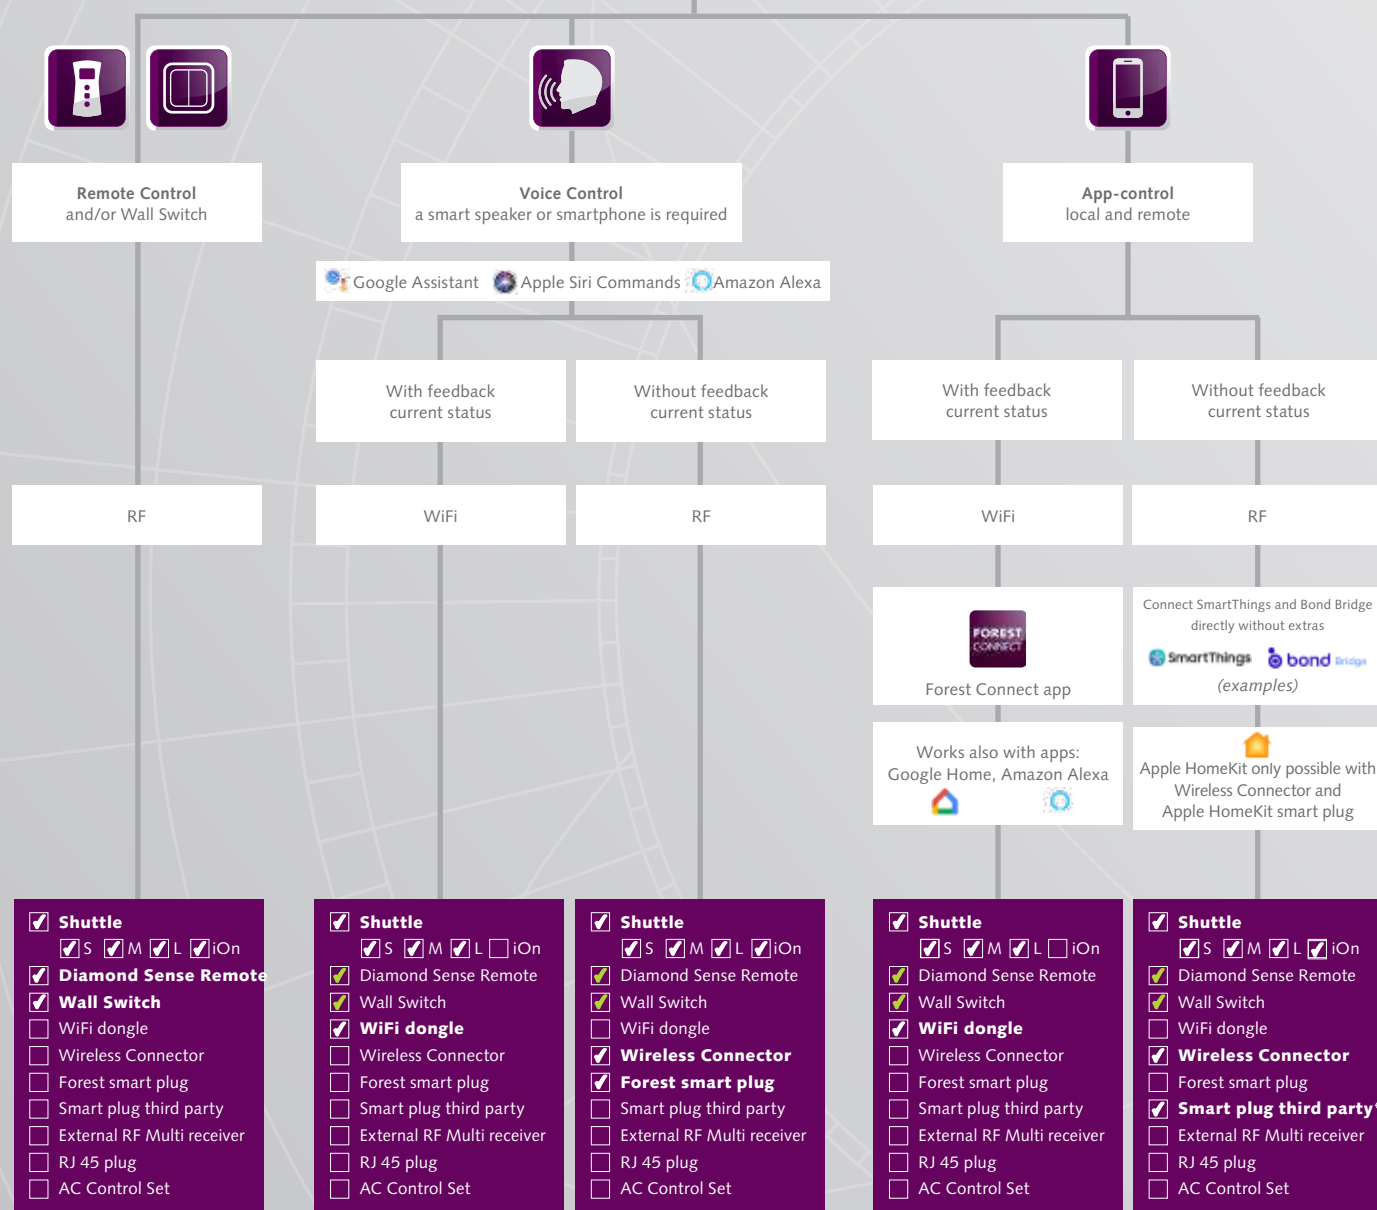 Remote Control
and/or Wall Switch
Voice Control
a smart speaker or smartphone is required
App-control
local and remote
Google Assistant Apple Siri Commands Amazon Alexa
With feedback
current status
Without feedback
current status
With feedback
current status
Without feedback
current status
RF
WiFi
RF
WiFi
RF
FOREST
CONNECT
Forest Connect app
Connect SmartThings and Bond Bridge
directly without extras
SmartThings bond Bridge
(examples)
Works also with apps:
Google Home, Amazon Alexa
Apple HomeKit only possible with
Wireless Connector and
Apple HomeKit smart plug
Shuttle
S M L iOn
Diamond Sense Remote
Wall Switch
WiFi dongle
Wireless Connector
Forest smart plug
Smart plug third party
External RF Multi receiver
RJ 45 plug
AC Control Set
Shuttle
S M L iOn
Diamond Sense Remote
Wall Switch
WiFi dongle
Wireless Connector
Forest smart plug
Smart plug third party
External RF Multi receiver
RJ 45 plug
AC Control Set
Shuttle
S M L iOn
Diamond Sense Remote
Wall Switch
WiFi dongle
Wireless Connector
Forest smart plug
Smart plug third party
External RF Multi receiver
RJ 45 plug
AC Control Set
Shuttle
S M L iOn
Diamond Sense Remote
Wall Switch
WiFi dongle
Wireless Connector
Forest smart plug
Smart plug third party
External RF Multi receiver
RJ 45 plug
AC Control Set
Shuttle
S M L iOn
Diamond Sense Remote
Wall Switch
WiFi dongle
Wireless Connector
Forest smart plug
Smart plug third party*
External RF Multi receiver
RJ 45 plug
AC Control Set